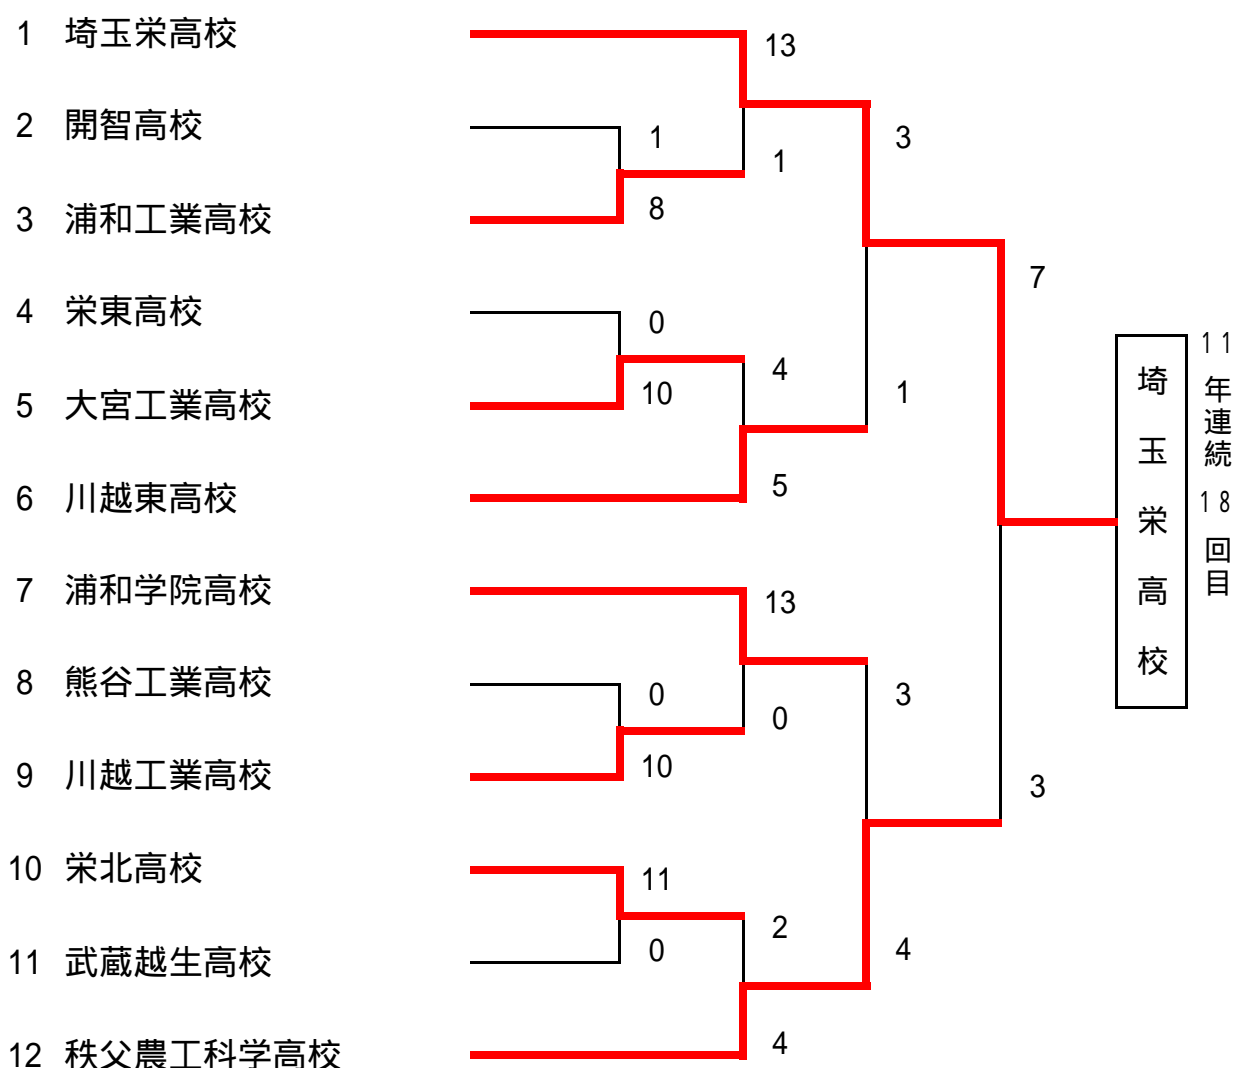 1 埼玉栄高校
2 開智高校
3 浦和工業高校
4 栄東高校
5 大宮工業高校
6 川越東高校
7 浦和学院高校
8 熊谷工業高校
9 川越工業高校
10 栄北高校
11 武蔵越生高校
12 秩父農工科学高校
1
8
0
10
0
10
11
0
13
1
4
5
13
0
2
4
3
1
3
4
7
3
埼玉栄高校
11年連続18回目